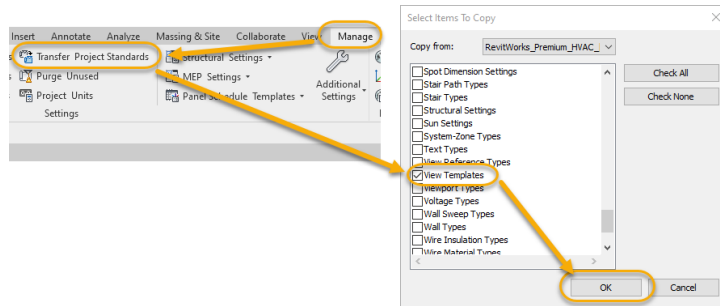 Insert Annotate Analyze Massing & Site Collaborate View Manage
Transfer Project Standards
Structural Settings
Purge Unused
MEP Settings
Project Units
Panel Schedule Templates
Additional
Settings
Settings
Select Items To Copy
Copy from: RevitWorks_Premium_HVAC_
Spot Dimension Settings
Stair Path Types
Stair Types
Structural Settings
Sun Settings
System-Zone Types
Text Types
View Reference Types
View Templates
Viewport Types
Voltage Types
Wall Sweep Types
Wall Types
Wire Insulation Types
Wire Material Types
Check All
Check None
OK
Cancel